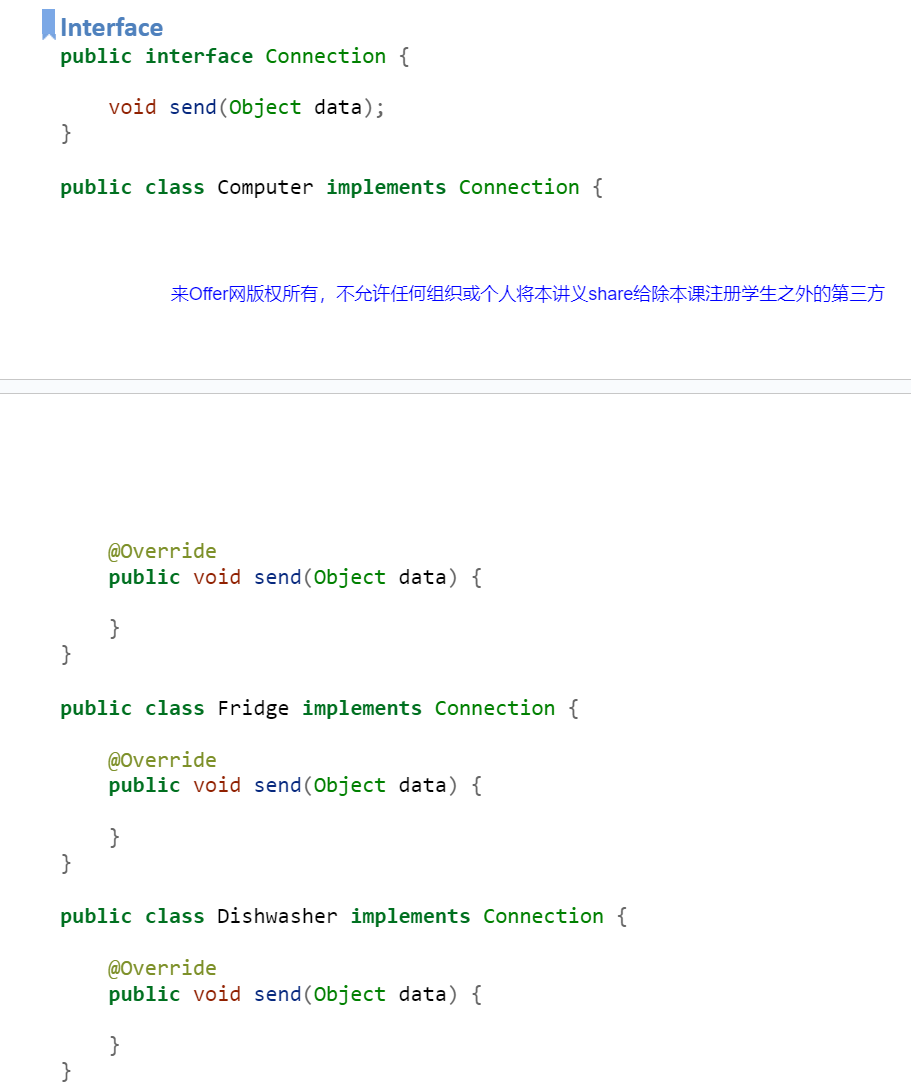 Interface
public interface Connection {
    void send(Object data);
}
public class Computer implements Connection {
来Offer网版权所有，不允许任何组织或个人将本讲义share给除本课注册学生之外的第三方
    @Override
    public void send(Object data) {
    }
}
public class Fridge implements Connection {
    @Override
    public void send(Object data) {
    }
}
public class Dishwasher implements Connection {
    @Override
    public void send(Object data) {
    }
}